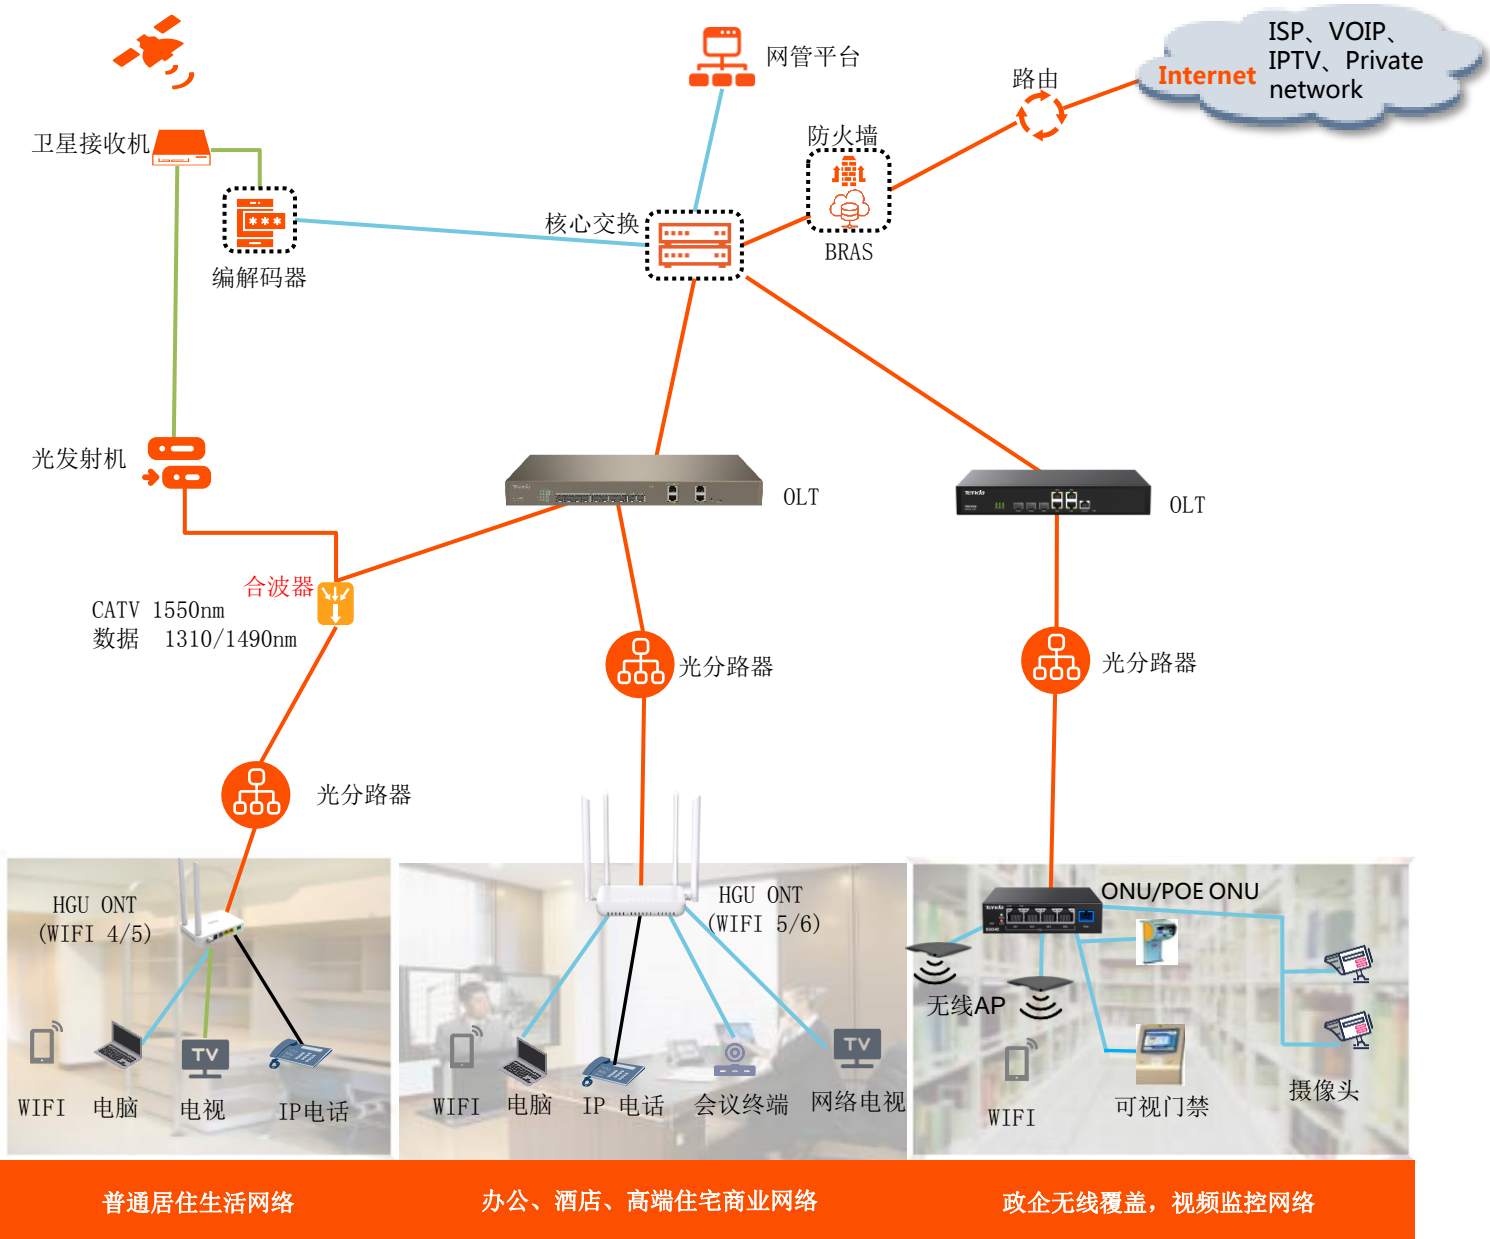 ISP、VOIP、
IPTV、Private
network
Internet
网管平台
路由
防火墙
卫星接收机
***
核心交换
BRAS
编解码器
光发射机
OLT
Tenda
OLT
合波器
CATV 1550nm
数据 1310/1490nm
光分路器
光分路器
光分路器
HGU ONT
(WIFI 4/5)
HGU ONT
(WIFI 5/6)
ONU/POE ONU
Tenda
无线AP
TV
TV
WIFI
电脑
电视
IP电话
WIFI
电脑
IP 电话
会议终端
网络电视
WIFI
可视门禁
摄像头
普通居住生活网络
办公、酒店、高端住宅商业网络
政企无线覆盖，视频监控网络